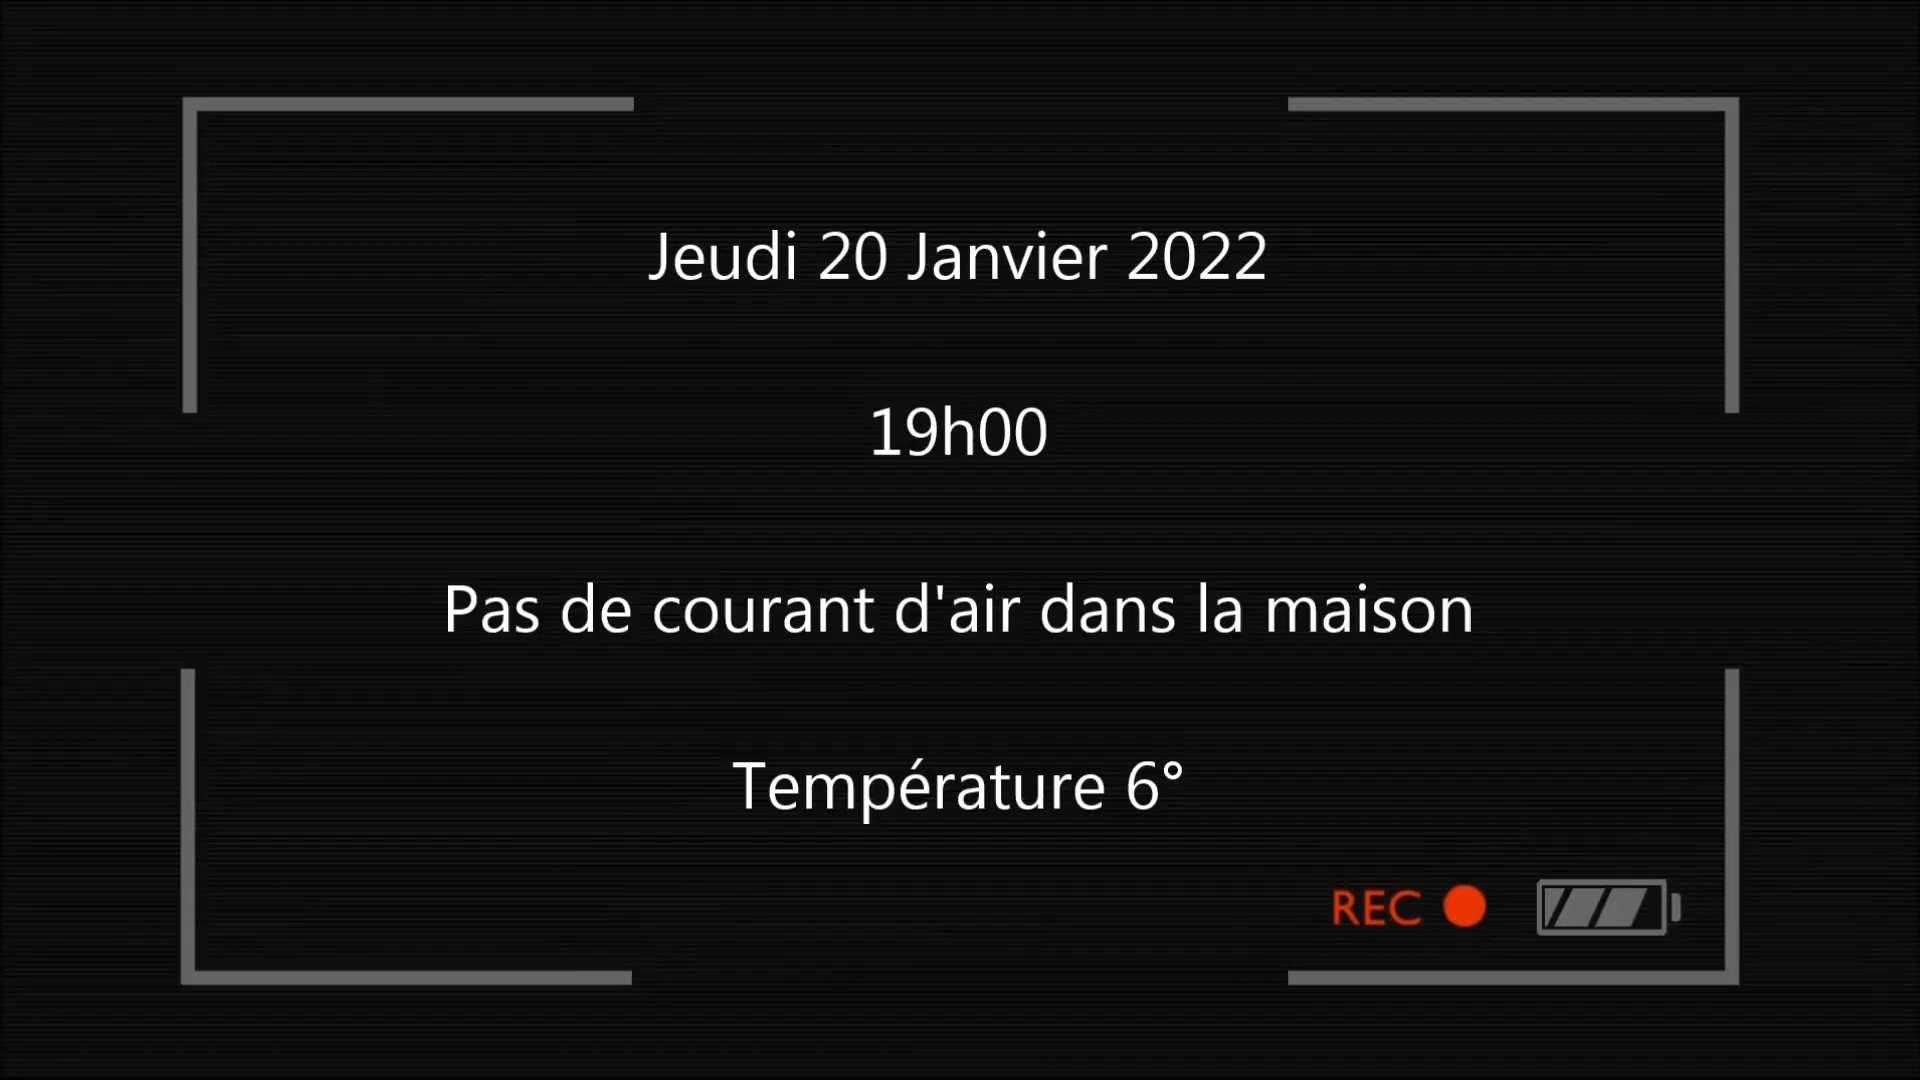 Jeudi 20 Janvier 2022
19h00
Pas de courant d'air dans la maison
Température 6°
REC